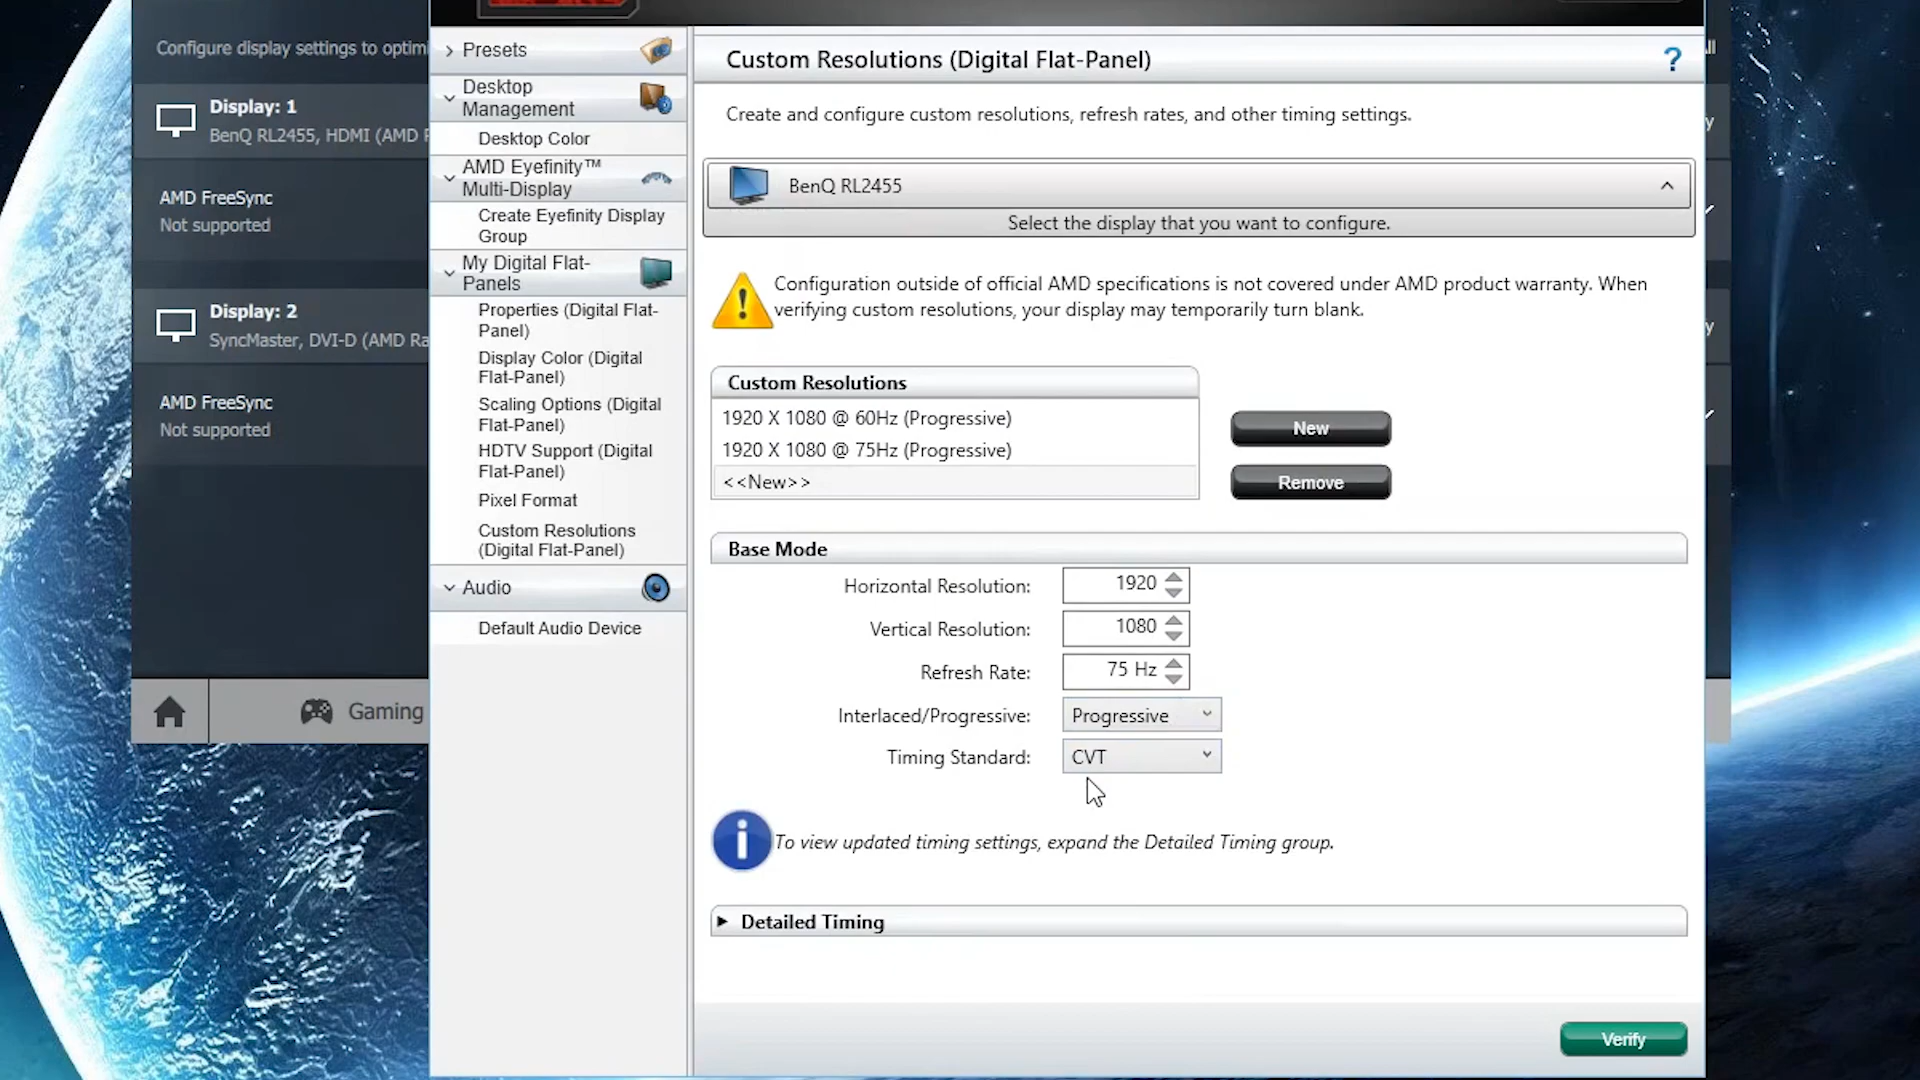 Configure display settings to optimi
Display: 1
BenQ RL2455, HDMI (AMD
AMD FreeSync
Not supported
Display: 2
SyncMaster, DVI-D (AMD Ra
AMD FreeSync
Not supported
Gaming
Presets
Desktop
Management
Desktop Color
AMD Eyefinity™
Multi-Display
Create Eyefinity Display
Group
My Digital Flat-
Panels
Properties (Digital Flat-
Panel)
Display Color (Digital
Flat-Panel)
Scaling Options (Digital
Flat-Panel)
HDTV Support (Digital
Flat-Panel)
Pixel Format
Custom Resolutions
(Digital Flat-Panel)
Audio
Default Audio Device
Custom Resolutions (Digital Flat-Panel)
?
Create and configure custom resolutions, refresh rates, and other timing settings.
BenQ RL2455
Select the display that you want to configure.
Configuration outside of official AMD specifications is not covered under AMD product warranty. When
verifying custom resolutions, your display may temporarily turn blank.
Custom Resolutions
1920 X 1080 @ 60Hz (Progressive)
1920 X 1080 @ 75Hz (Progressive)
<<New>>
New
Remove
Base Mode
Horizontal Resolution: 1920
Vertical Resolution: 1080
Refresh Rate: 75 Hz
Interlaced/Progressive: Progressive
Timing Standard: CVT
To view updated timing settings, expand the Detailed Timing group.
Detailed Timing
Verify